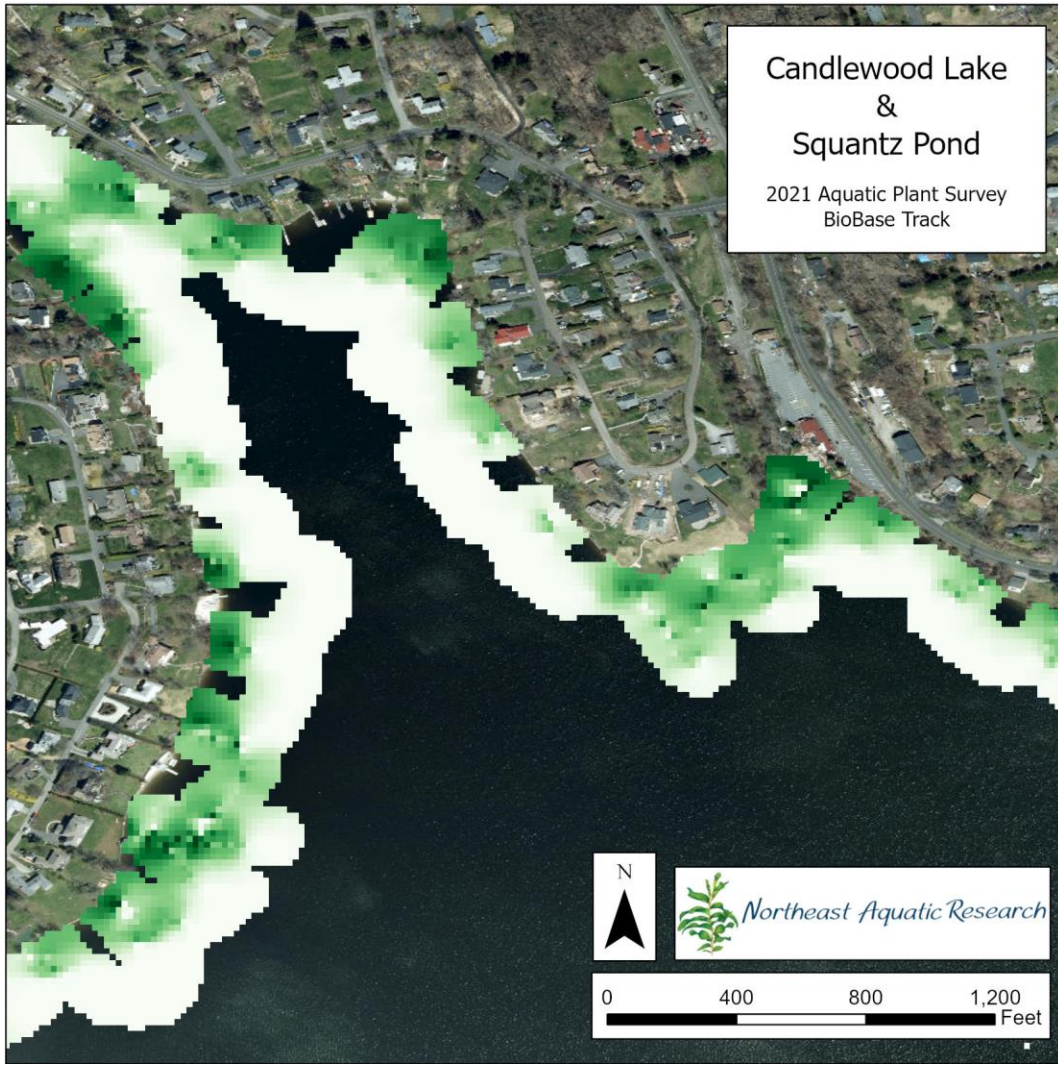 Candlewood Lake
&
Squantz Pond
2021 Aquatic Plant Survey
BioBase Track
N
Northeast Aquatic Research
0 400 800 1,200
Feet